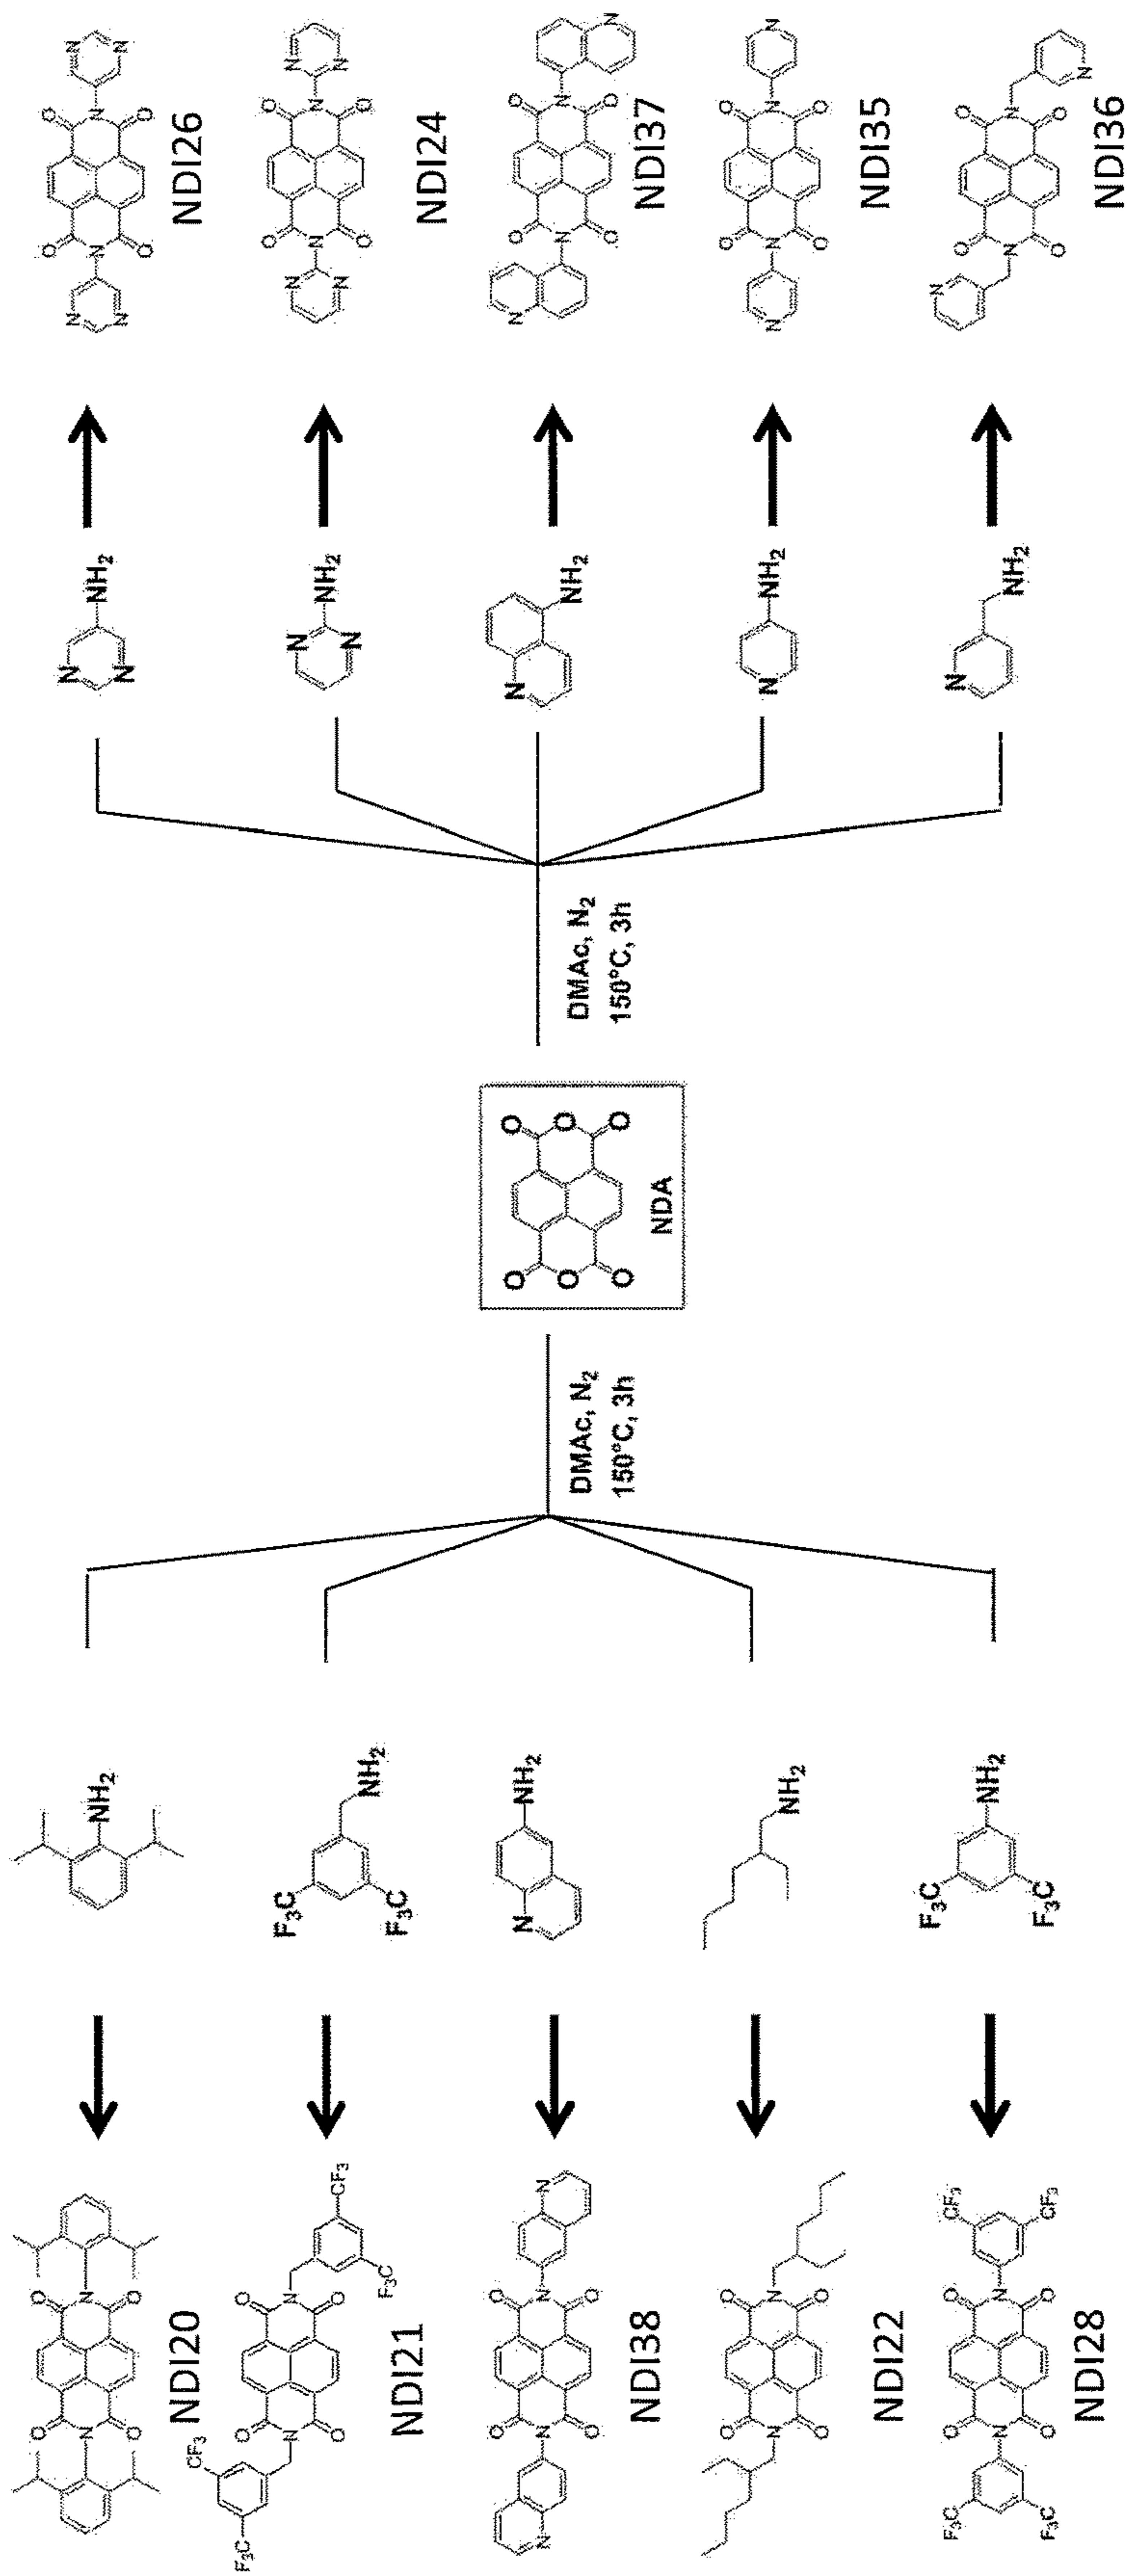 O O
N N
O O
NDI20
NH₂
N
NH₂
N
N O O N
N N
N O O N
NDI26
CF₃
F₃C
O O
N N
O O
CF₃
F₃C
NDI21
F₃C
F₃C
NH₂
N
NH₂
N
N O O N
N N
N O O N
NDI24
O O N
N N
N O O
NDI38
N
NH₂
DMAc, N₂
150°C, 3h
O O
O O
O O
NDA
DMAc, N₂
150°C, 3h
N
NH₂
N O O
N N
O O N
NDI37
O O
N N
O O
NDI22
NH₂
N
NH₂
O O
N N N N
O O
NDI35
F₃C O O CF₃
N N
F₃C O O CF₃
NDI28
F₃C
F₃C
NH₂
N
NH₂
N O O
N N
O O N
NDI36